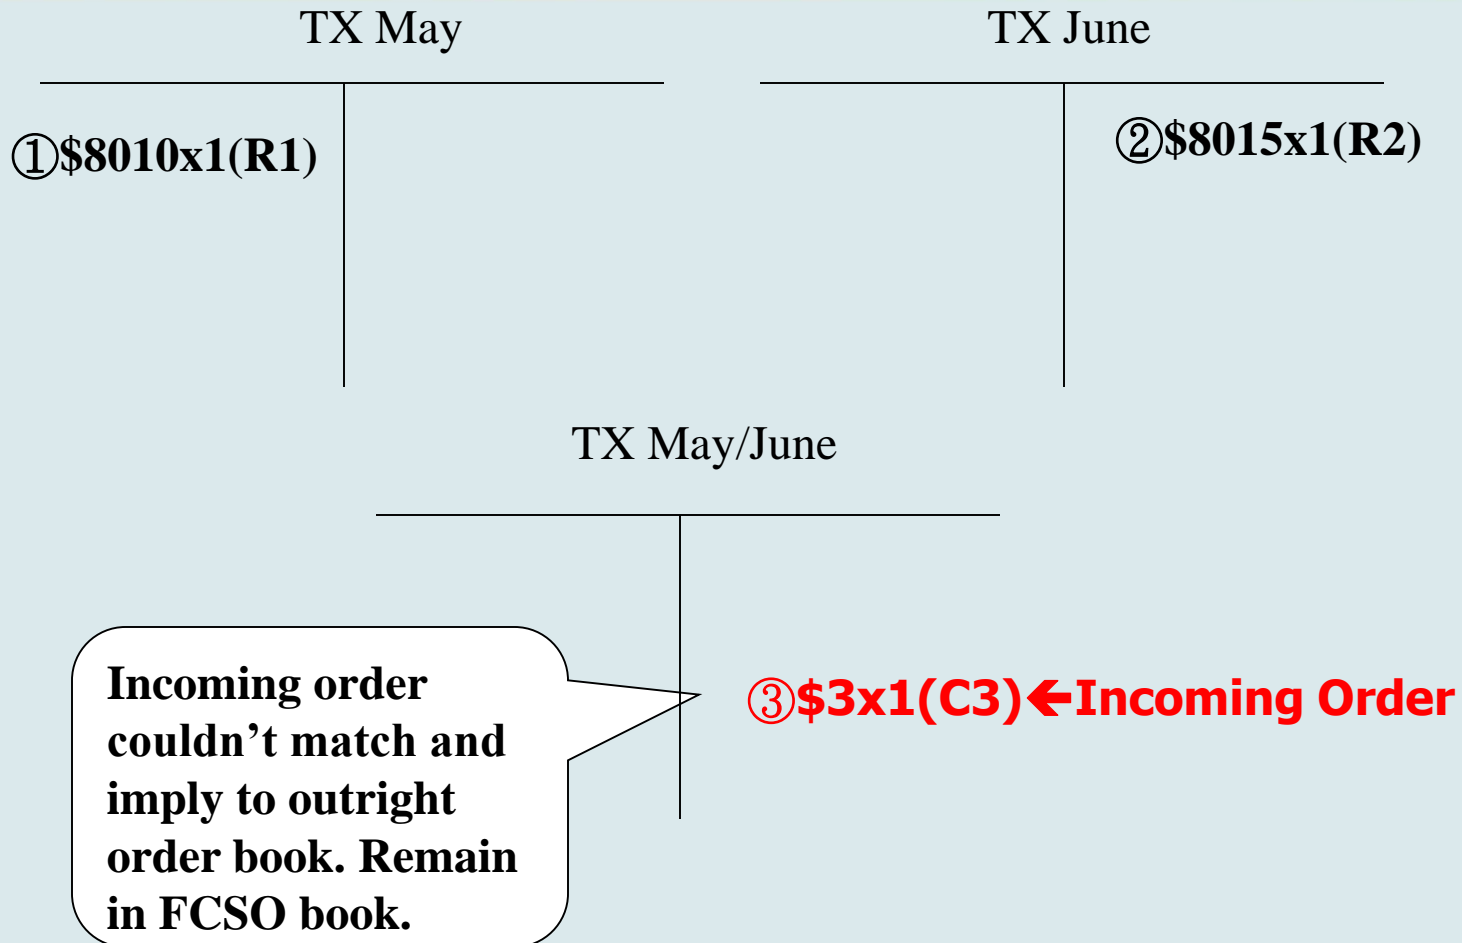 TX May
TX June
①$8010x1(R1)
②$8015x1(R2)
TX May/June
Incoming order
couldn’t match and
imply to outright
order book. Remain
in FCSO book.
③$3x1(C3)🡸Incoming Order